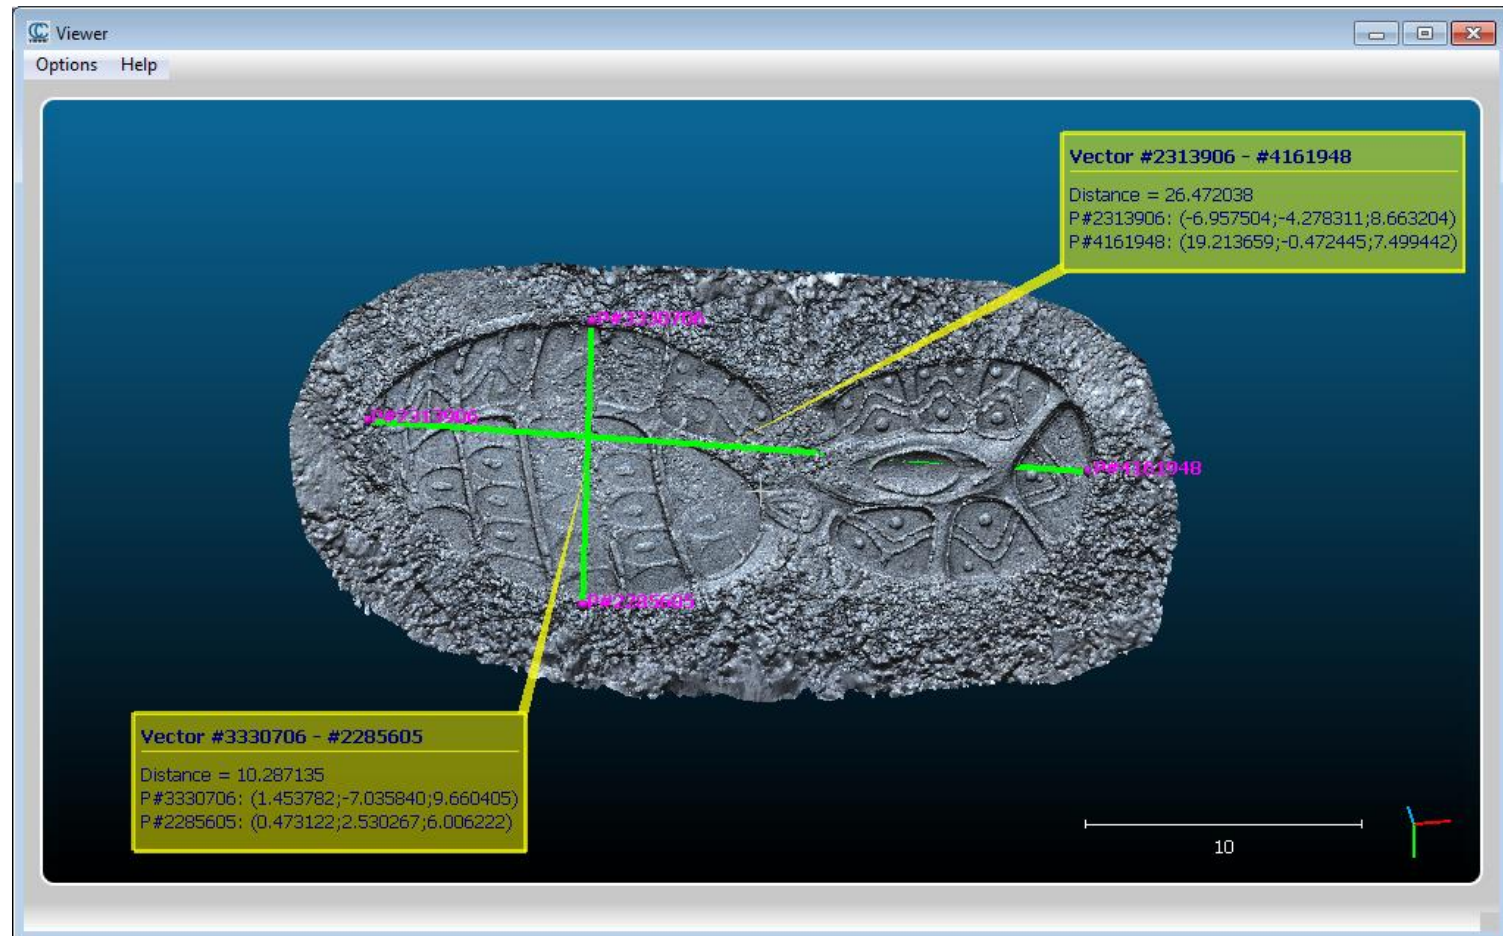 Viewer
Options Help
Vector #2313906 - #4161948
Distance = 26.472038
P#2313906: (-6.957504;-4.278311;8.663204)
P#4161948: (19.213659;-0.472445;7.499442)
P#3330706
P#2313906
P#4161948
P#2285605
Vector #3330706 - #2285605
Distance = 10.287135
P#3330706: (1.453782;-7.035840;9.660405)
P#2285605: (0.473122;2.530267;6.006222)
10